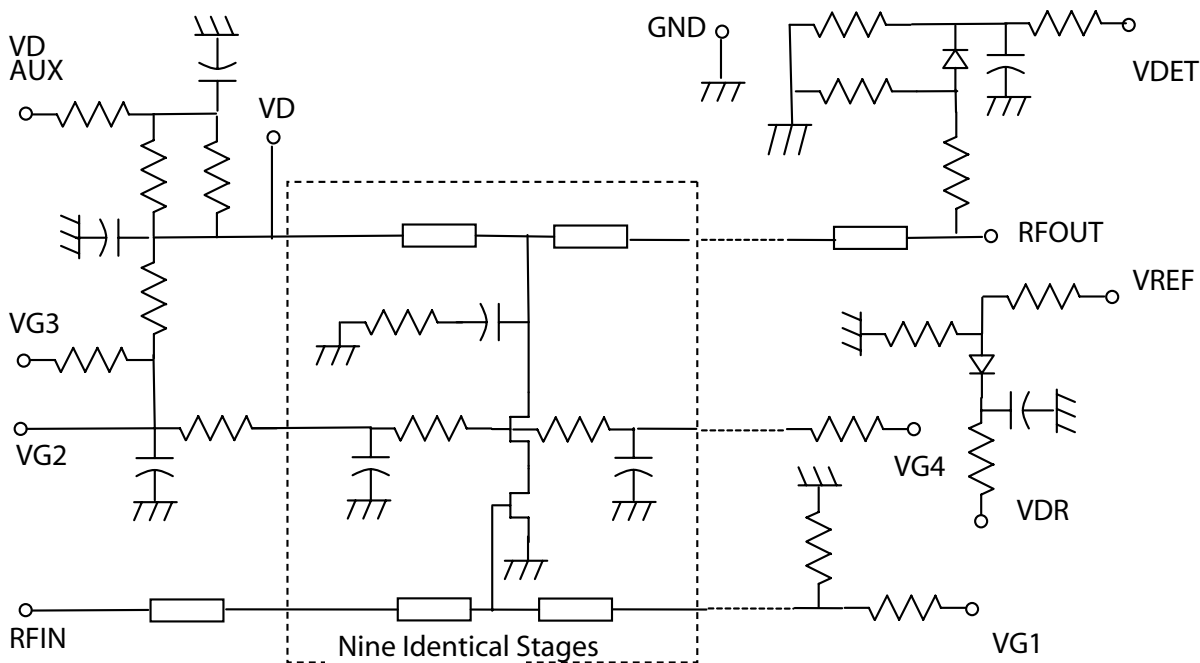 GND
VD
AUX
VDET
VD
RFOUT
VREF
VG3
VG2
VG4
VDR
RFIN
Nine Identical Stages
VG1